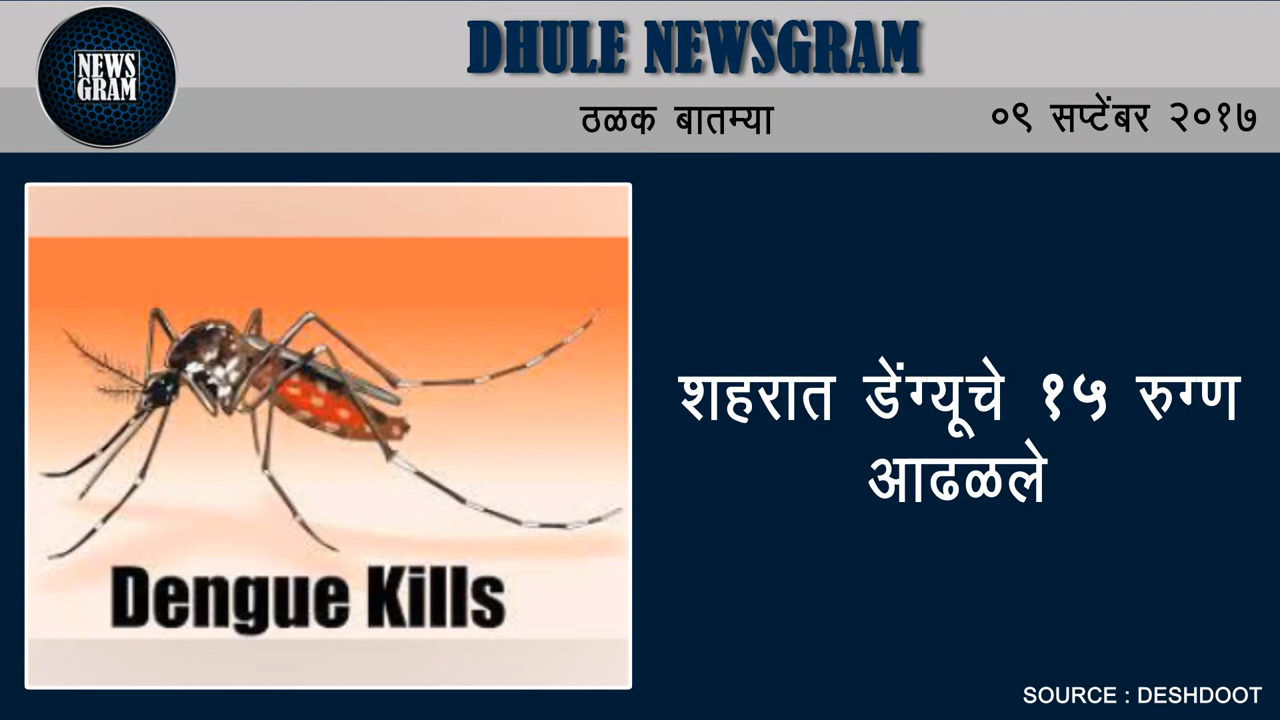 NEWS
GRAM
DHULE NEWSGRAM
ठळक बातम्या
०९ सप्टेंबर २०१७
शहरात डेंग्यूचे १५ रुग्ण
आढळले
Dengue Kills
SOURCE : DESHDOOT